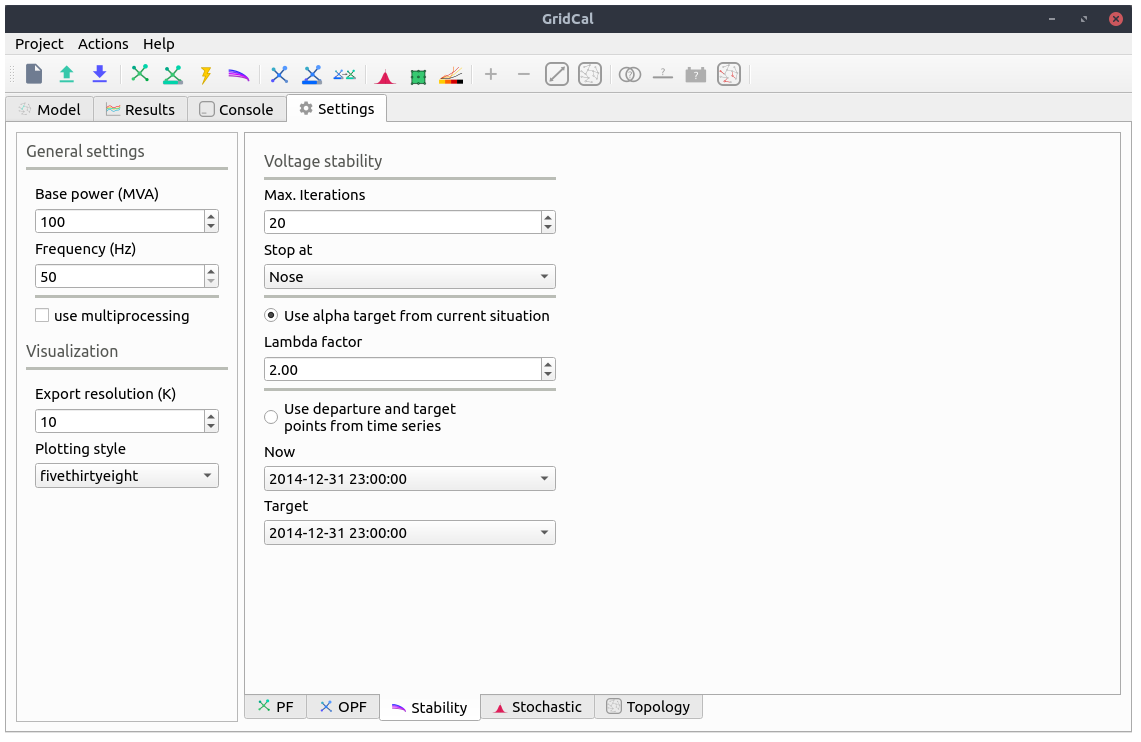 GridCal
Project Actions Help
Model Results Console Settings
General settings
Base power (MVA)
100
Frequency (Hz)
50
use multiprocessing
Visualization
Export resolution (K)
10
Plotting style
fivethirtyeight
Voltage stability
Max. Iterations
20
Stop at
Nose
Use alpha target from current situation
Lambda factor
2.00
Use departure and target
points from time series
Now
2014-12-31 23:00:00
Target
2014-12-31 23:00:00
PF OPF Stability Stochastic Topology